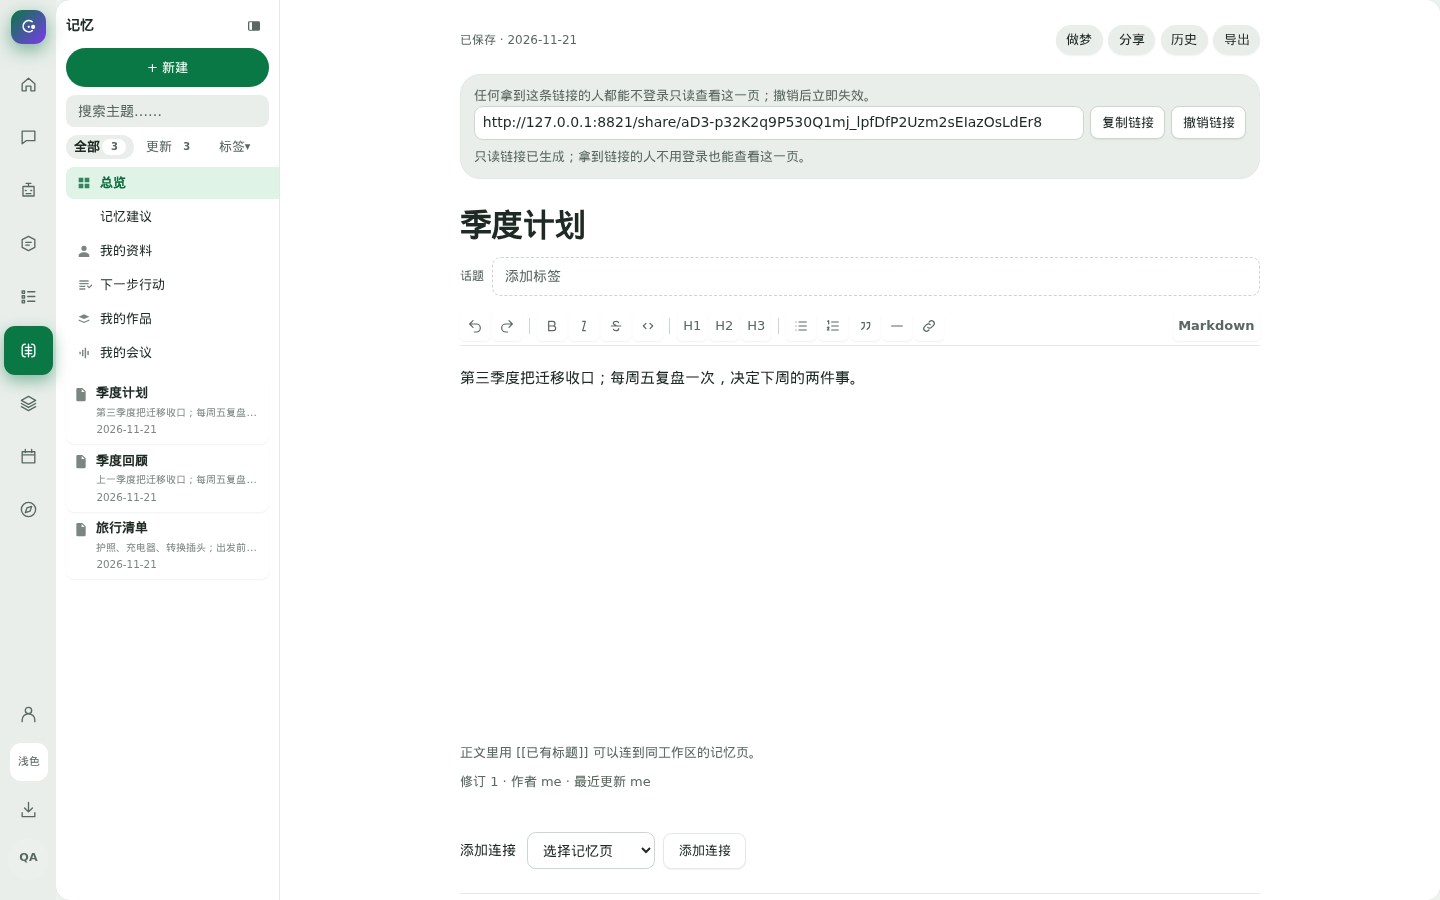 记忆
+ 新建
搜索主题......
全部 3 更新 3 标签▾
总览
记忆建议
我的资料
下一步行动
我的作品
我的会议
季度计划
第三季度把迁移收口；每周五复盘...
2026-11-21
季度回顾
上一季度把迁移收口；每周五复盘...
2026-11-21
旅行清单
护照、充电器、转换插头；出发前...
2026-11-21
浅色
QA
已保存 · 2026-11-21
做梦 分享 历史 导出
任何拿到这条链接的人都能不登录只读查看这一页；撤销后立即失效。
http://127.0.0.1:8821/share/aD3-p32K2q9P530Q1mj_lpfDfP2Uzm2sEIazOsLdEr8 复制链接 撤销链接
只读链接已生成；拿到链接的人不用登录也能查看这一页。
季度计划
话题 添加标签
B I S H1 H2 H3 Markdown
第三季度把迁移收口；每周五复盘一次，决定下周的两件事。
正文里用 [[已有标题]] 可以连到同工作区的记忆页。
修订 1 · 作者 me · 最近更新 me
添加连接 选择记忆页 添加连接